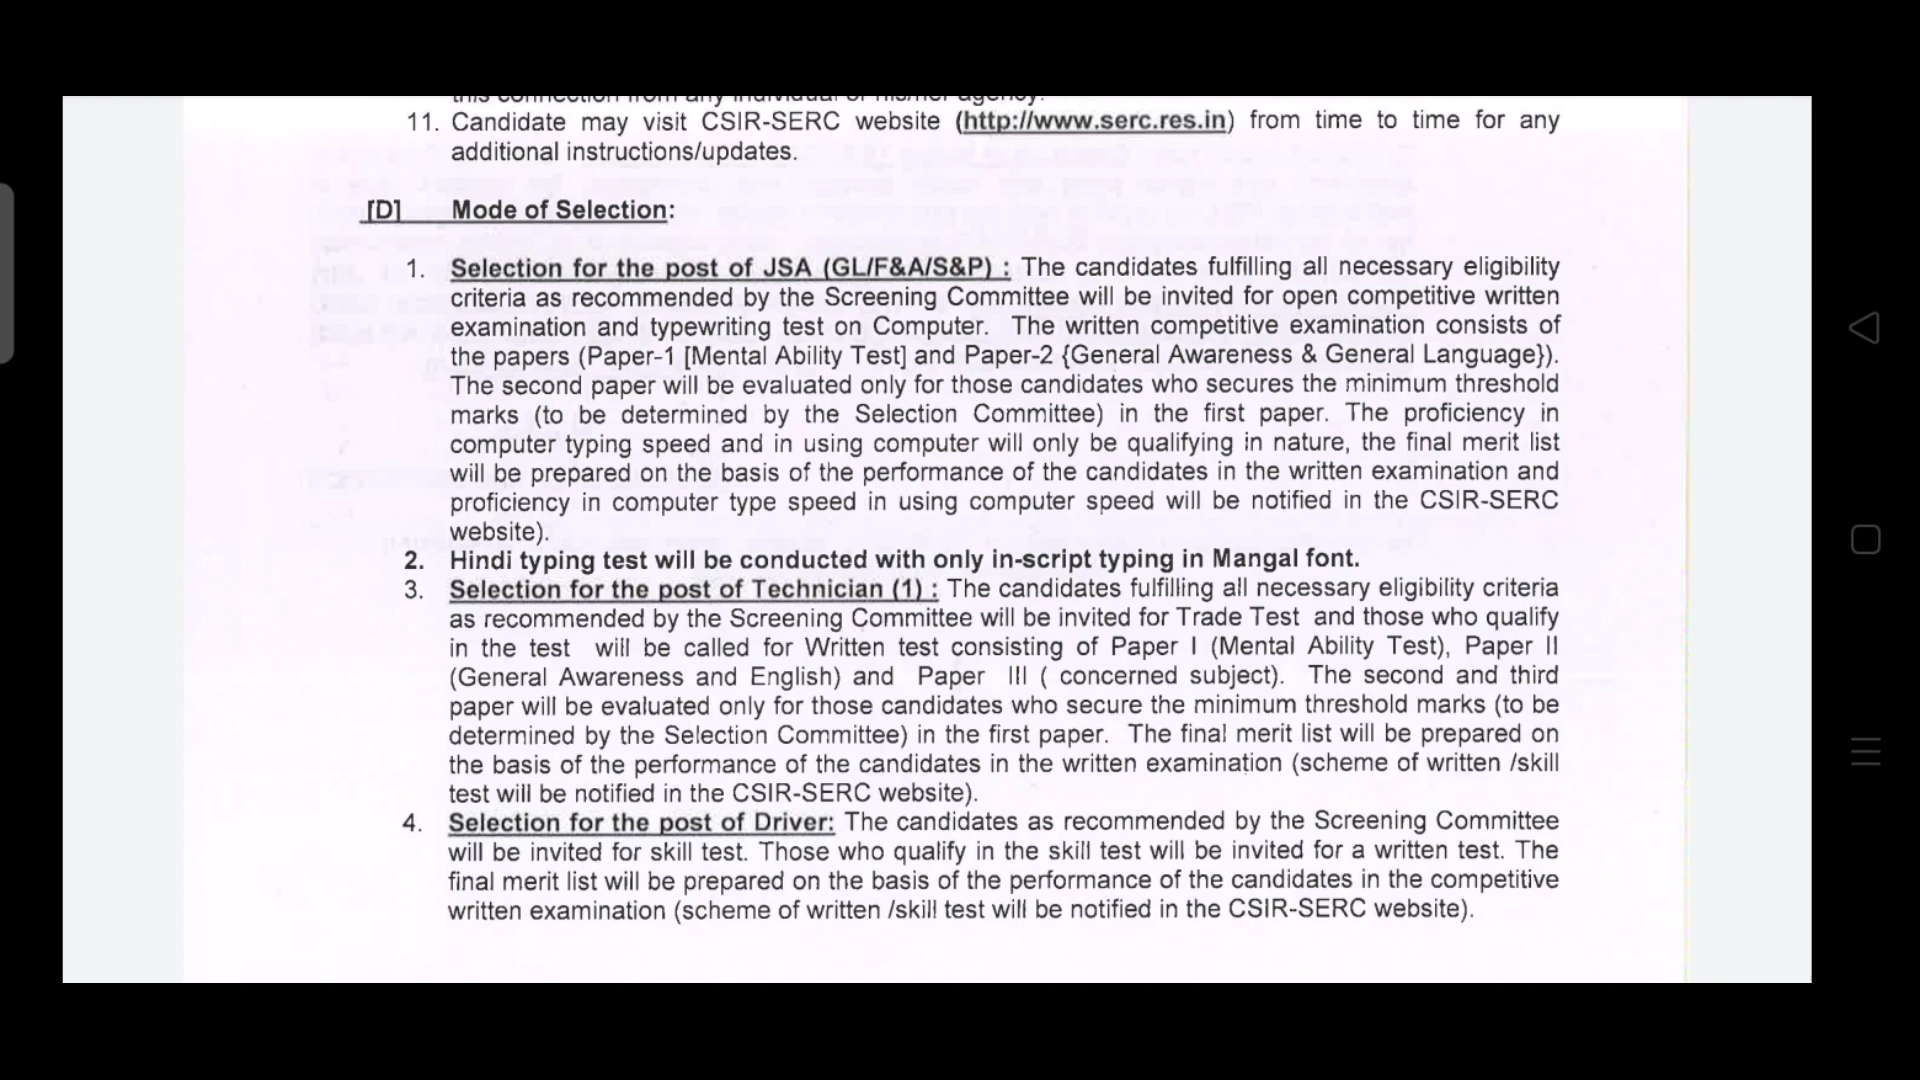 this connection from any individual or his/her agency.
11. Candidate may visit CSIR-SERC website (http://www.serc.res.in) from time to time for any
additional instructions/updates.
[D] Mode of Selection:
1. Selection for the post of JSA (GL/F&A/S&P) : The candidates fulfilling all necessary eligibility
criteria as recommended by the Screening Committee will be invited for open competitive written
examination and typewriting test on Computer. The written competitive examination consists of
the papers (Paper-1 [Mental Ability Test] and Paper-2 {General Awareness & General Language}).
The second paper will be evaluated only for those candidates who secures the minimum threshold
marks (to be determined by the Selection Committee) in the first paper. The proficiency in
computer typing speed and in using computer will only be qualifying in nature, the final merit list
will be prepared on the basis of the performance of the candidates in the written examination and
proficiency in computer type speed in using computer speed will be notified in the CSIR-SERC
website).
2. Hindi typing test will be conducted with only in-script typing in Mangal font.
3. Selection for the post of Technician (1) : The candidates fulfilling all necessary eligibility criteria
as recommended by the Screening Committee will be invited for Trade Test and those who qualify
in the test will be called for Written test consisting of Paper I (Mental Ability Test), Paper II
(General Awareness and English) and Paper III ( concerned subject). The second and third
paper will be evaluated only for those candidates who secure the minimum threshold marks (to be
determined by the Selection Committee) in the first paper. The final merit list will be prepared on
the basis of the performance of the candidates in the written examination (scheme of written /skill
test will be notified in the CSIR-SERC website).
4. Selection for the post of Driver: The candidates as recommended by the Screening Committee
will be invited for skill test. Those who qualify in the skill test will be invited for a written test. The
final merit list will be prepared on the basis of the performance of the candidates in the competitive
written examination (scheme of written /skill test will be notified in the CSIR-SERC website).